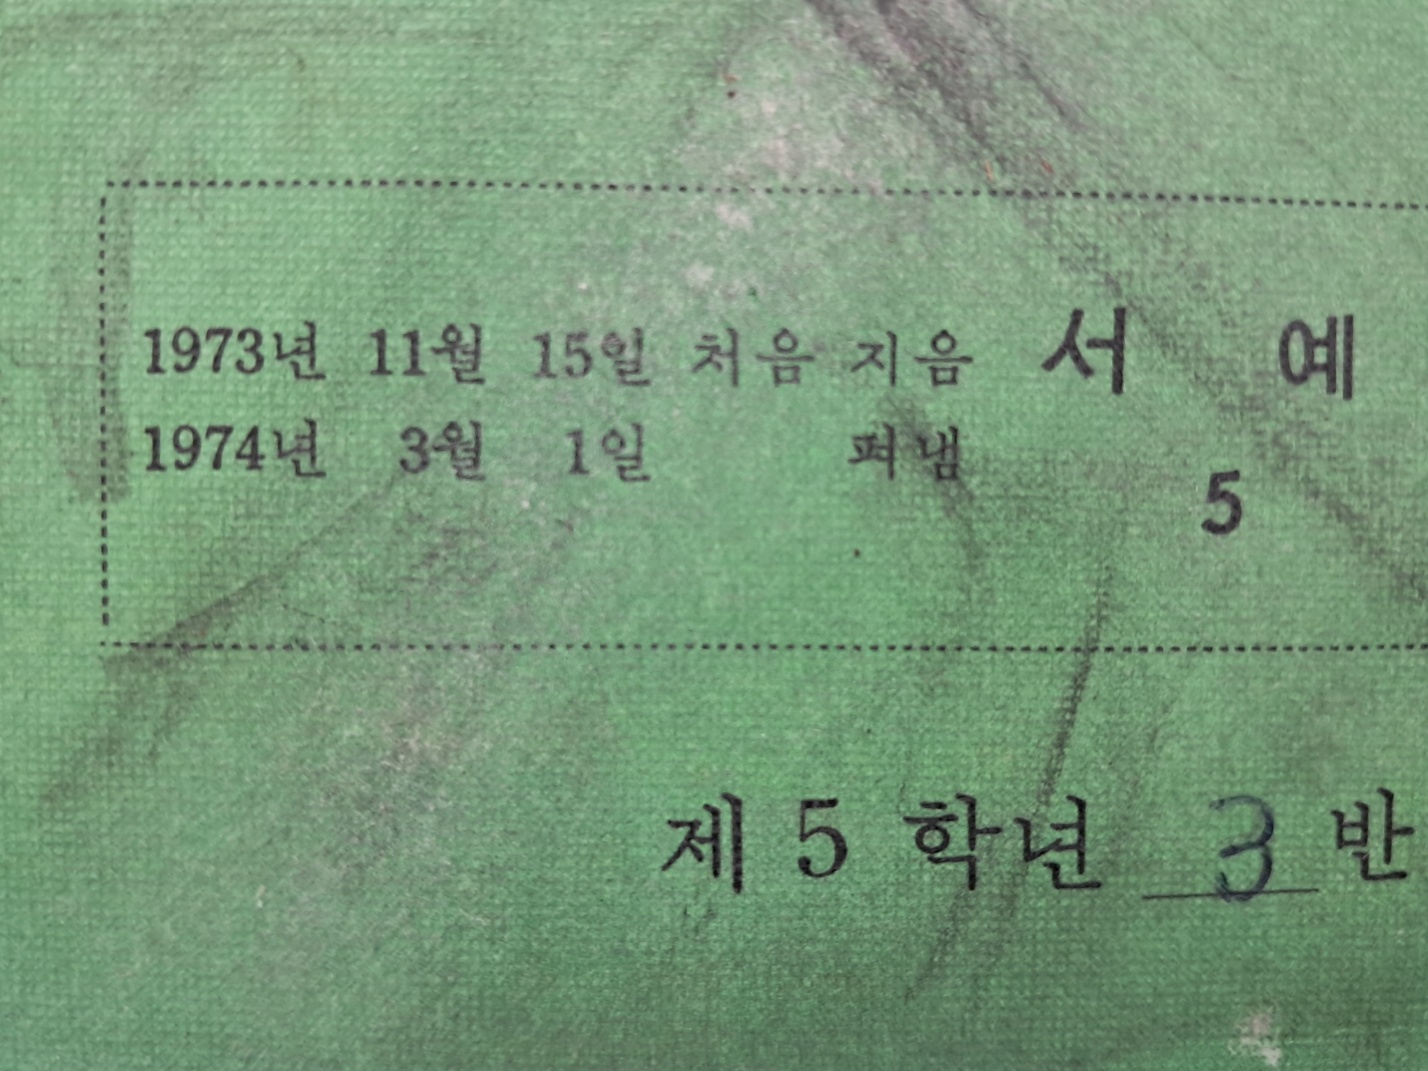 1973년 11월 15일 처음 지음 서 예
1974년 3월 1일 펴냄
5
제 5 학년 3 반